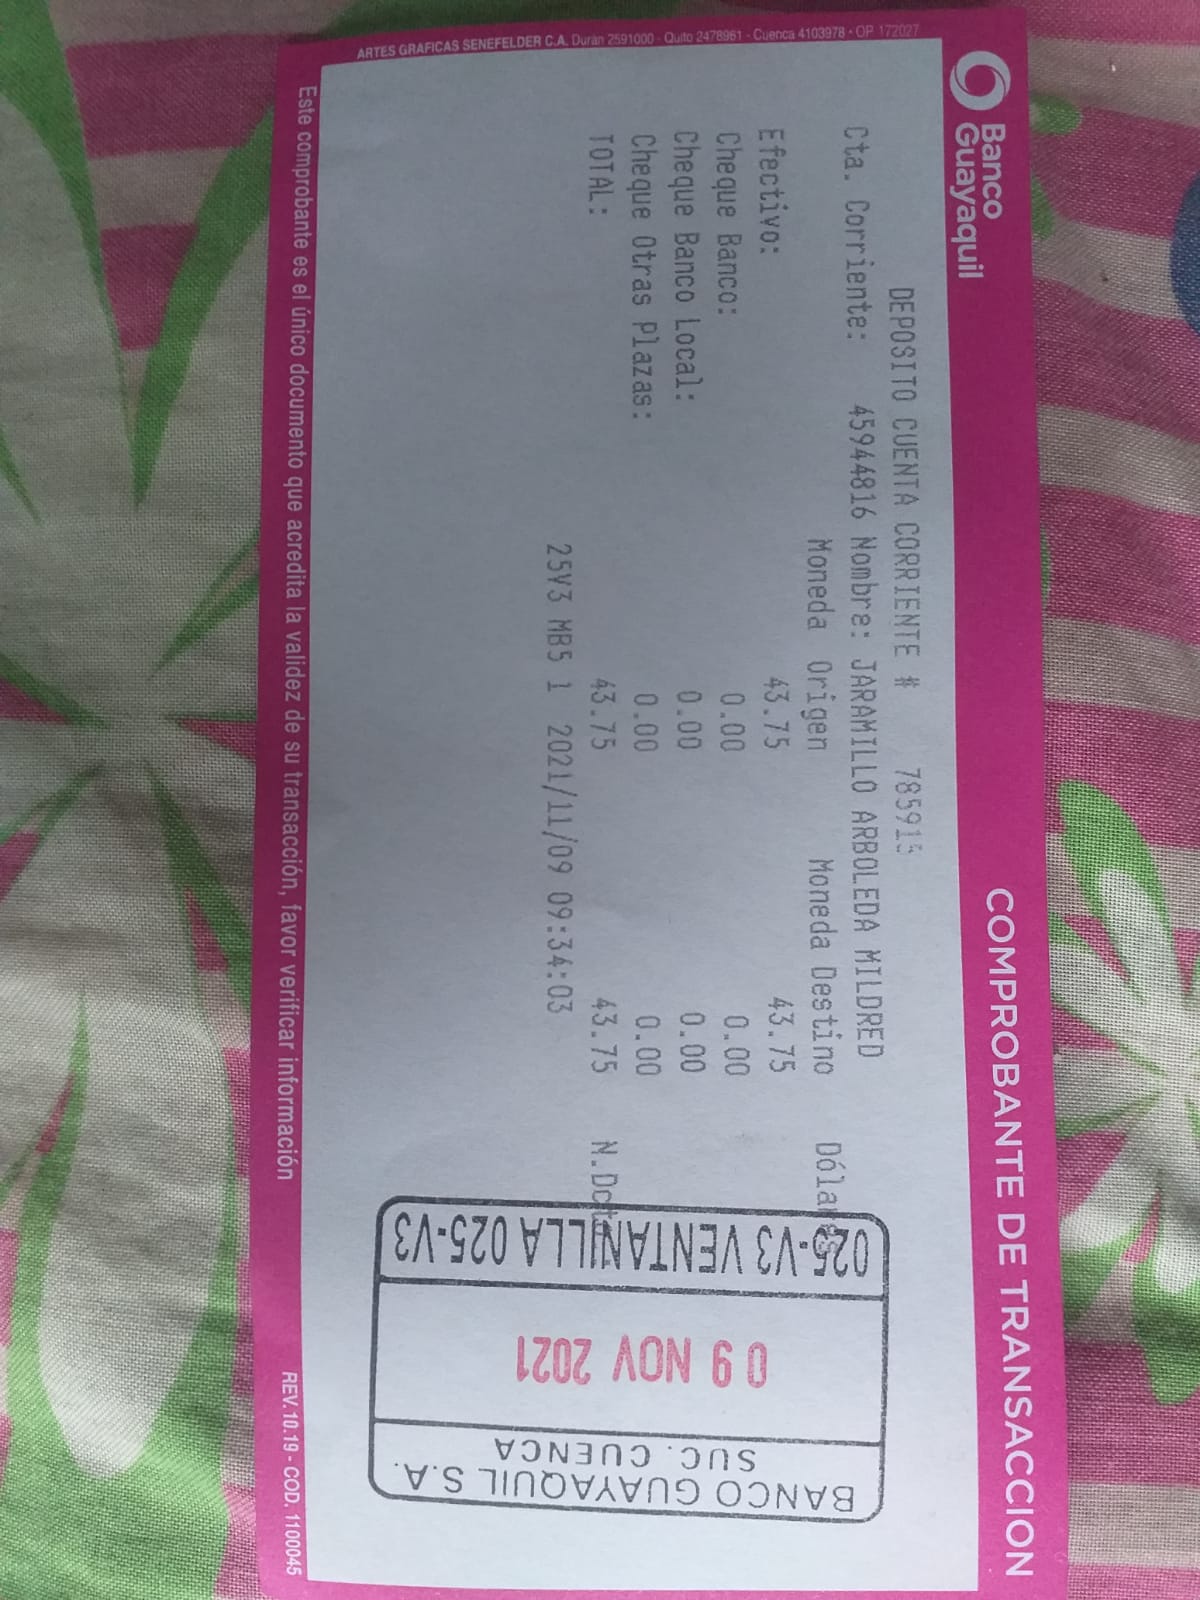 Banco
Guayaquil
COMPROBANTE DE TRANSACCION
DEPOSITO CUENTA CORRIENTE # 785915
Cta. Corriente: 45944816 Nombre: JARAMILLO ARBOLEDA MILDRED
Moneda Origen Moneda Destino Dólares
Efectivo: 43.75 43.75
Cheque Banco: 0.00 0.00
Cheque Banco Local: 0.00 0.00
Cheque Otras Plazas: 0.00 0.00
TOTAL: 43.75 43.75 N.Dct
25V3 MB5 1 2021/11/09 09:34:03
BANCO GUAYAQUIL S.A.
SUC. CUENCA
09 NOV 2021
025-V3 VENTANILLA 025-V3
Este comprobante es el único documento que acredita la validez de su transacción, favor verificar información
REV.10.19 - COD. 1100045
ARTES GRAFICAS SENEFELDER C.A. Durán 2591000 - Quito 2478961 - Cuenca 4103978 - OP 172027